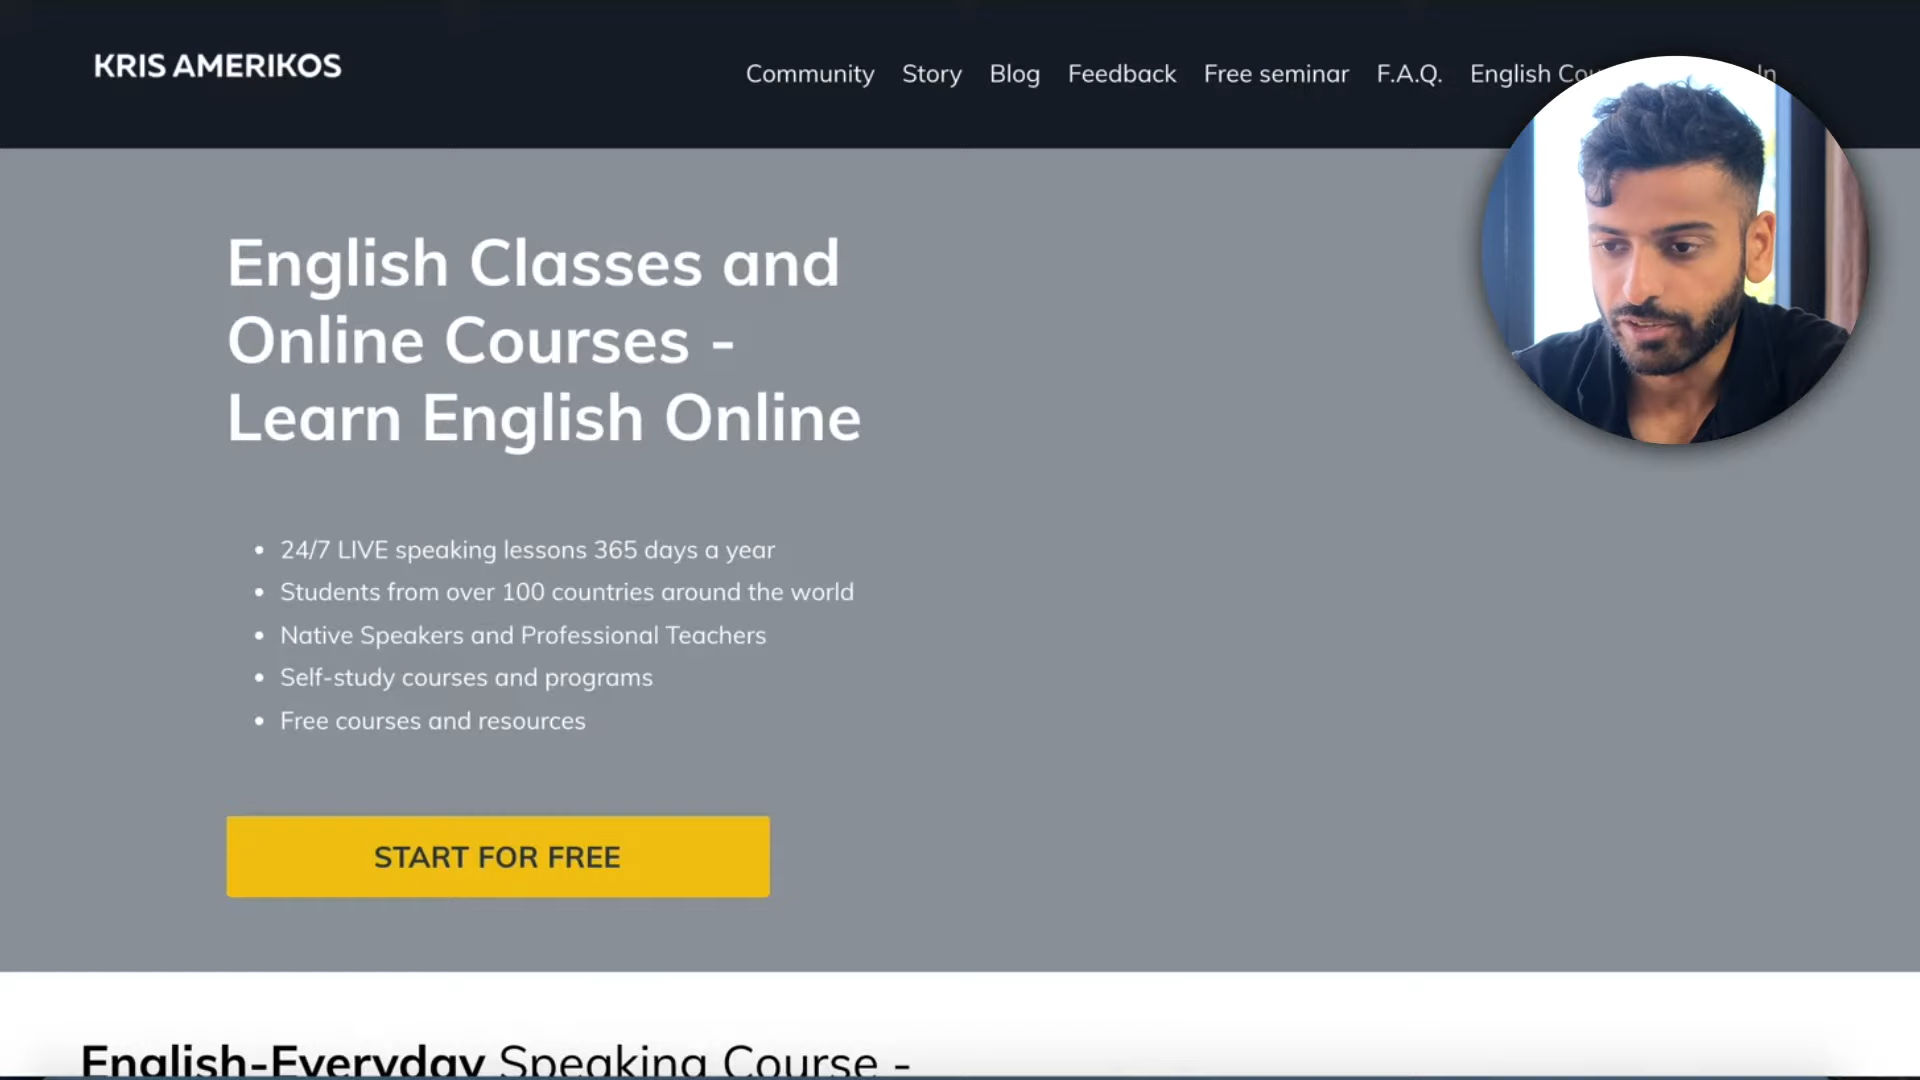 KRIS AMERIKOS
Community Story Blog Feedback Free seminar F.A.Q. English In
English Classes and
Online Courses -
Learn English Online
• 24/7 LIVE speaking lessons 365 days a year
• Students from over 100 countries around the world
• Native Speakers and Professional Teachers
• Self-study courses and programs
• Free courses and resources
START FOR FREE
English-Everyday Speaking Course -